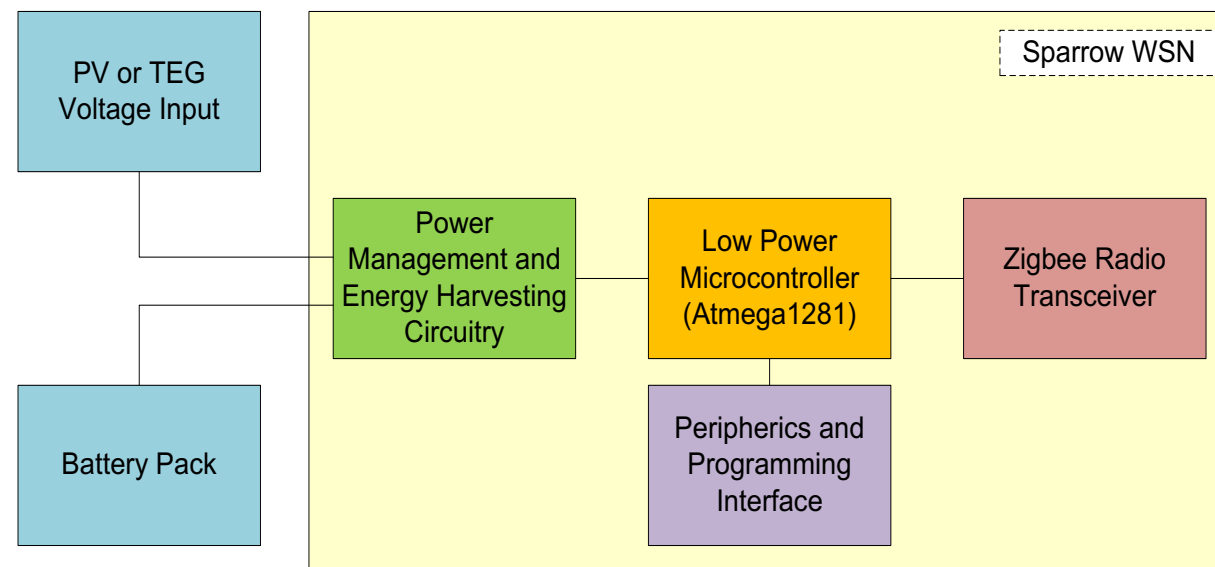 PV or TEG
Voltage Input
Sparrow WSN
Power
Management and
Energy Harvesting
Circuitry
Low Power
Microcontroller
(Atmega1281)
Zigbee Radio
Transceiver
Battery Pack
Peripherics and
Programming
Interface